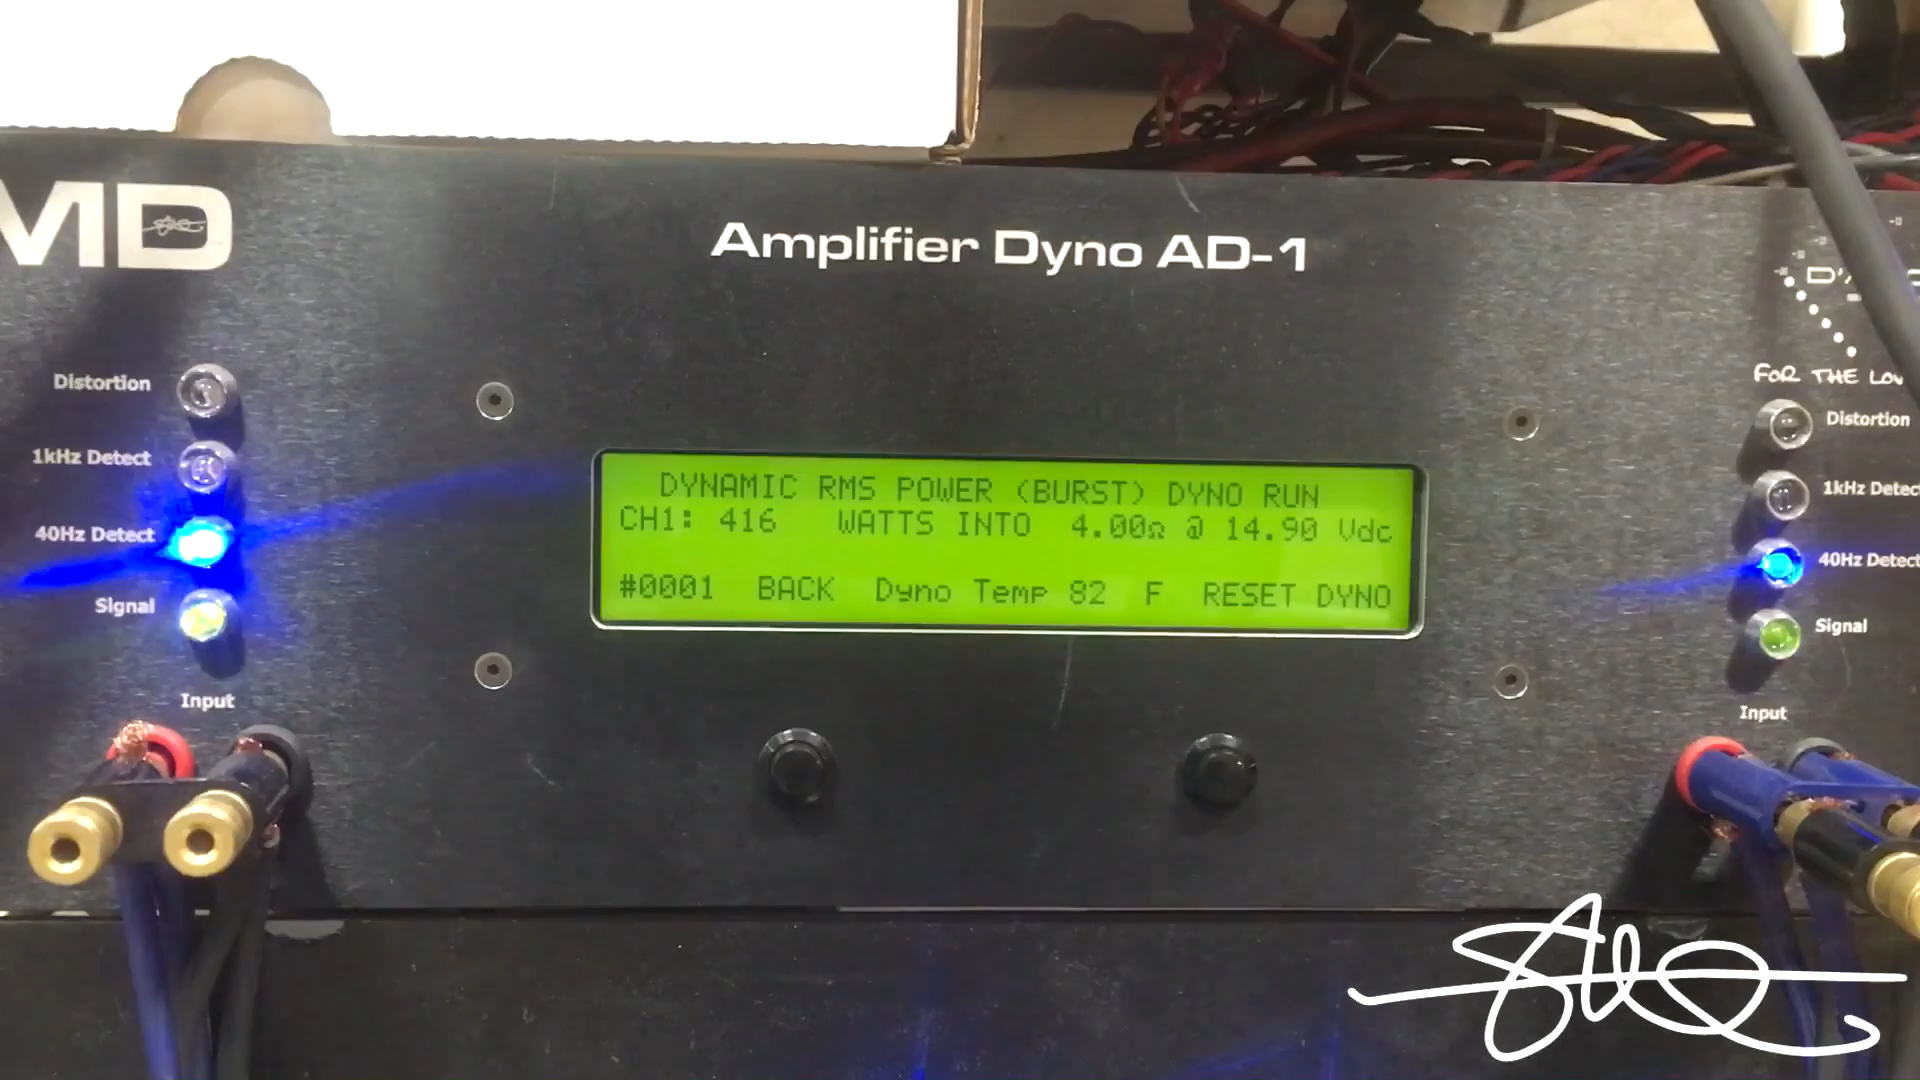 MD
Amplifier Dyno AD-1
Distortion
1kHz Detect
40Hz Detect
Signal
Input
DYNAMIC RMS POWER (BURST) DYNO RUN
CH1: 416 WATTS INTO 4.00Ω @ 14.90 Vdc
#0001 BACK Dyno Temp 82 F RESET DYNO
FOR THE LOV
Distortion
1kHz Detect
40Hz Detect
Signal
Input